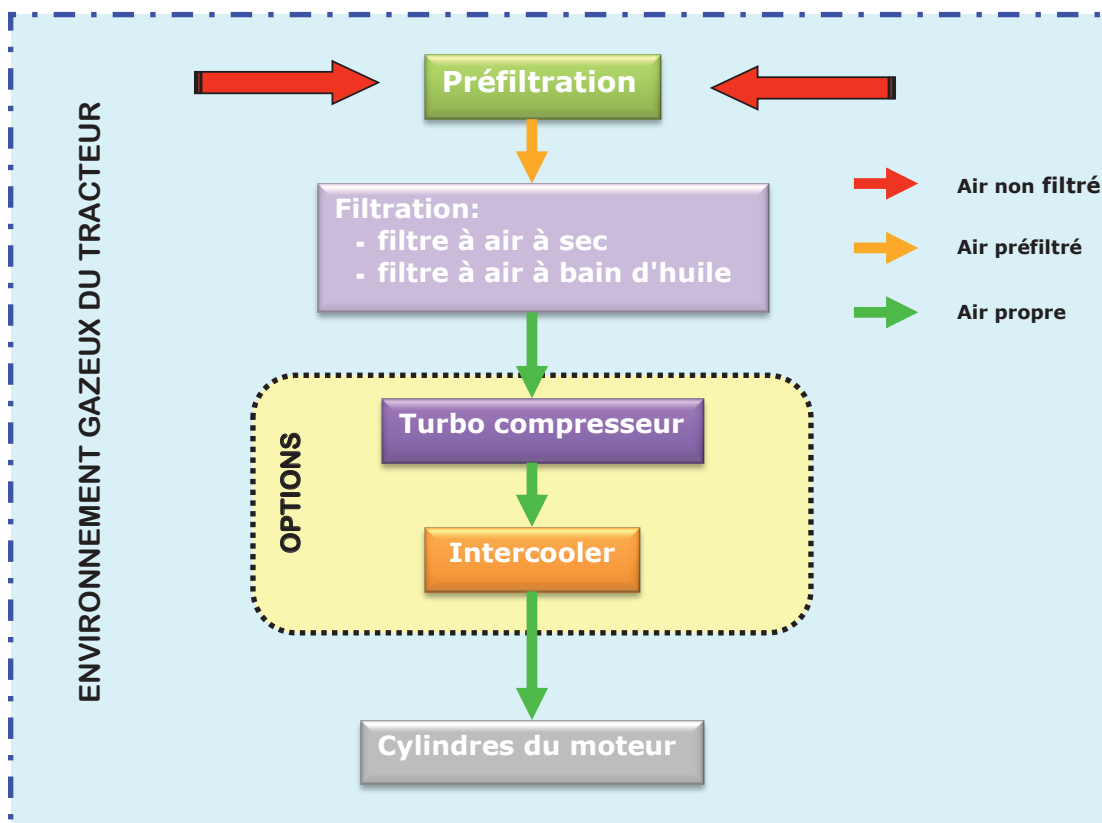 Préfiltration
Filtration:
- filtre à air à sec
- filtre à air à bain d'huile
Air non filtré
Air préfiltré
Air propre
ENVIRONNEMENT GAZEUX DU TRACTEUR
OPTIONS
Turbo compresseur
Intercooler
Cylindres du moteur